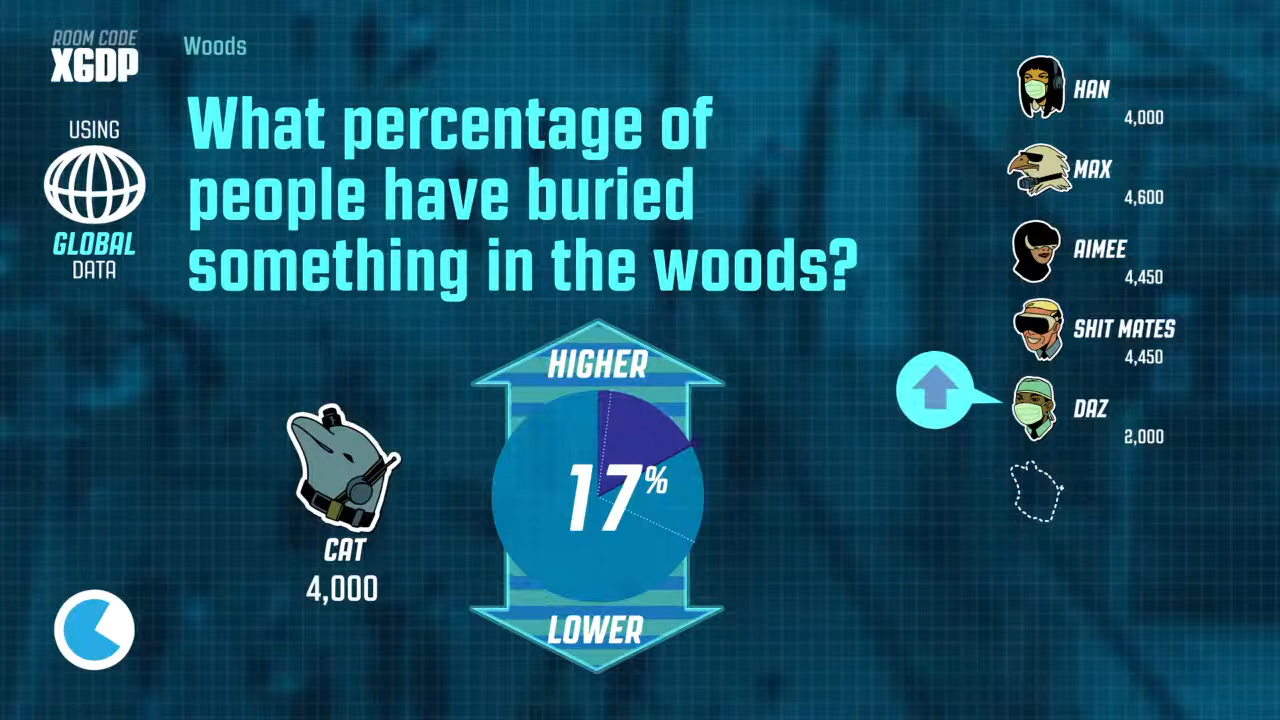 ROOM CODE
X6DP
Woods
USING
GLOBAL
DATA
What percentage of
people have buried
something in the woods?
HIGHER
17%
LOWER
CAT
4,000
HAN
4,000
MAX
4,600
AIMEE
4,450
SHIT MATES
4,450
DAZ
2,000